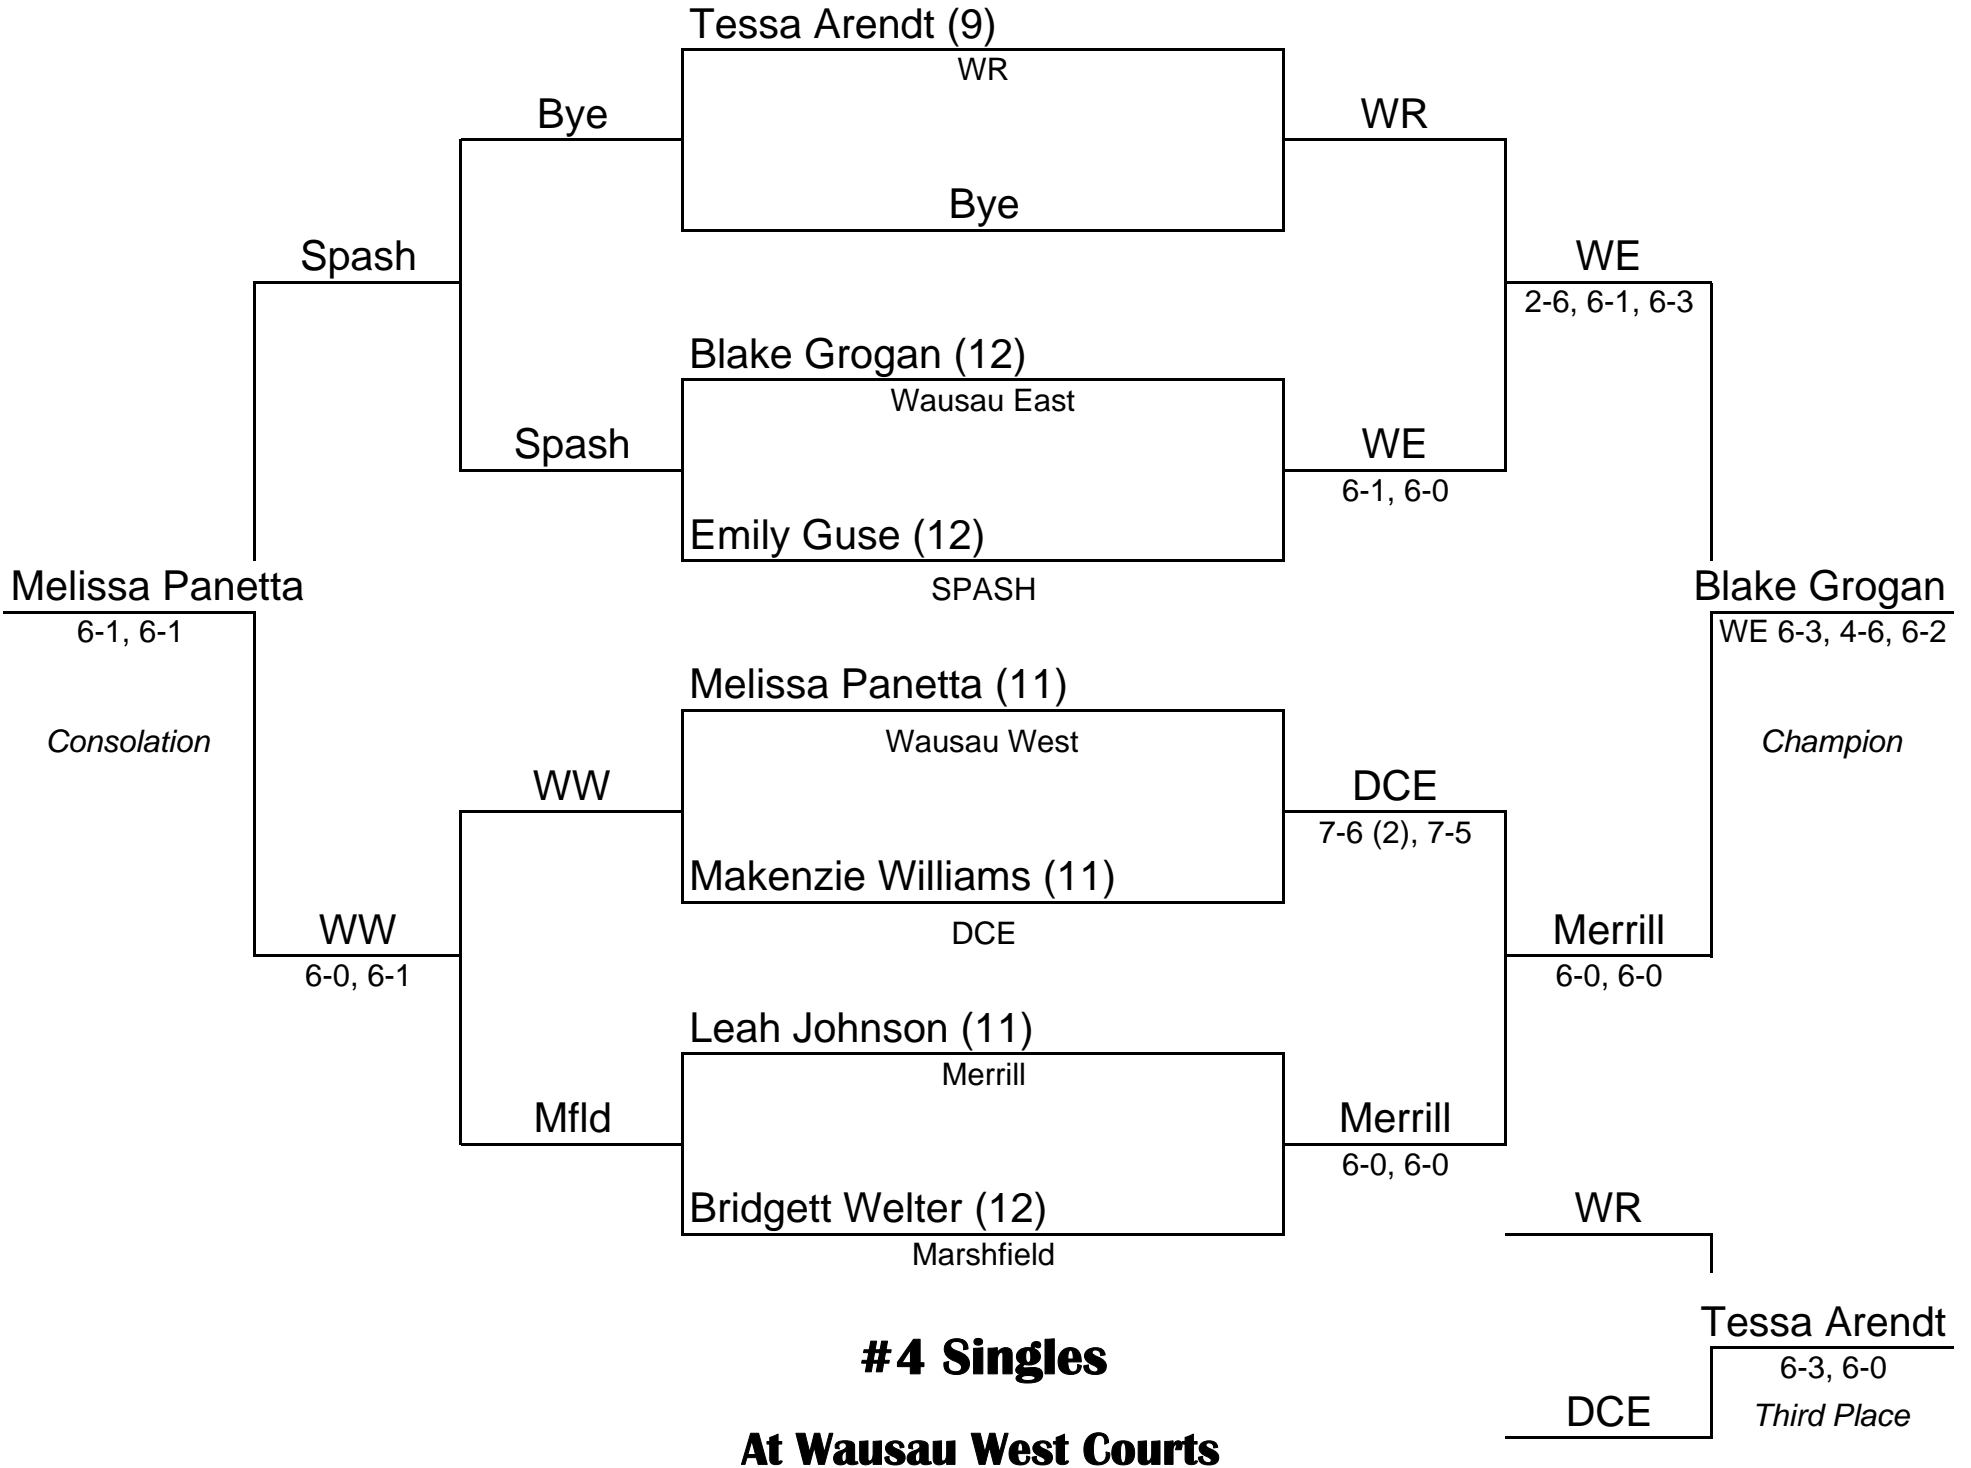 Tessa Arendt (9)
WR
Bye
WR
Bye
Spash
WE
2-6, 6-1, 6-3
Blake Grogan (12)
Wausau East
Spash
WE
6-1, 6-0
Emily Guse (12)
SPASH
Melissa Panetta
6-1, 6-1
Blake Grogan
WE 6-3, 4-6, 6-2
Melissa Panetta (11)
Consolation
Wausau West
Champion
WW
DCE
7-6 (2), 7-5
Makenzie Williams (11)
DCE
WW
6-0, 6-1
Merrill
6-0, 6-0
Leah Johnson (11)
Merrill
Mfld
Merrill
6-0, 6-0
Bridgett Welter (12)
Marshfield
WR
Tessa Arendt
6-3, 6-0
#4 Singles
DCE
Third Place
At Wausau West Courts